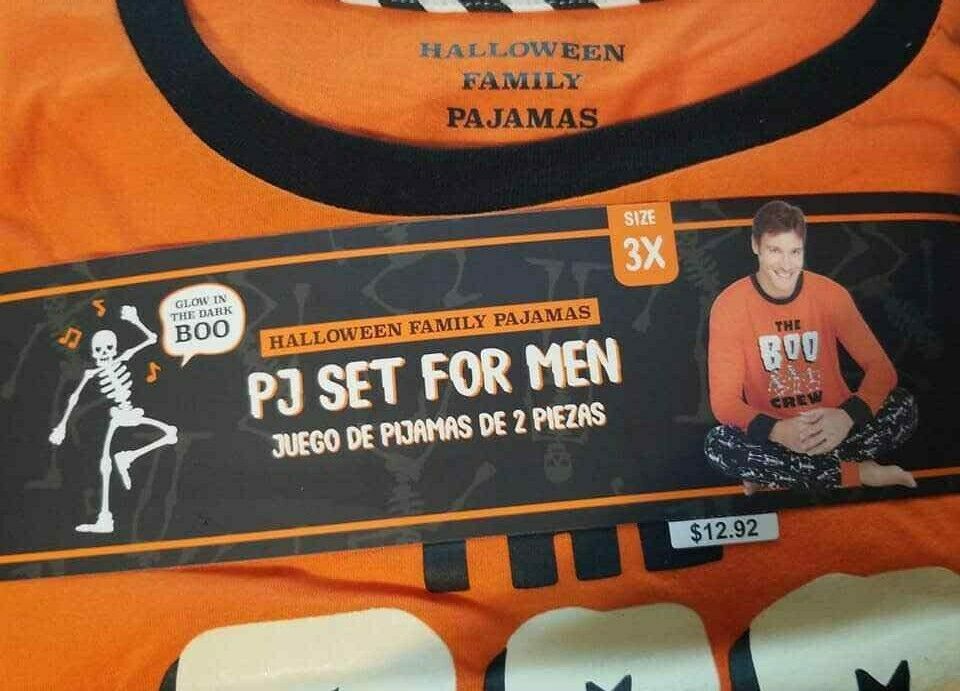 HALLOWEEN
FAMILY
PAJAMAS
SIZE
3X
GLOW IN
THE DARK
BOO
HALLOWEEN FAMILY PAJAMAS
PJ SET FOR MEN
JUEGO DE PIJAMAS DE 2 PIEZAS
THE
BOO
CREW
$12.92
THE